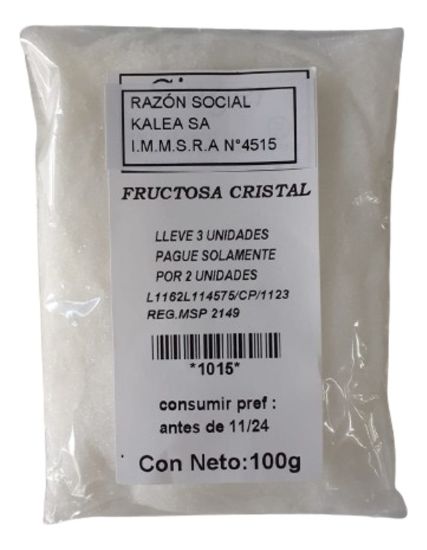 RAZÓN SOCIAL
KALEA SA
I.M.M.S.R.A N°4515
FRUCTOSA CRISTAL
LLEVE 3 UNIDADES
PAGUE SOLAMENTE
POR 2 UNIDADES
L1162L114575/CP/1123
REG.MSP 2149
*1015*
consumir pref :
antes de 11/24
Con Neto:100g